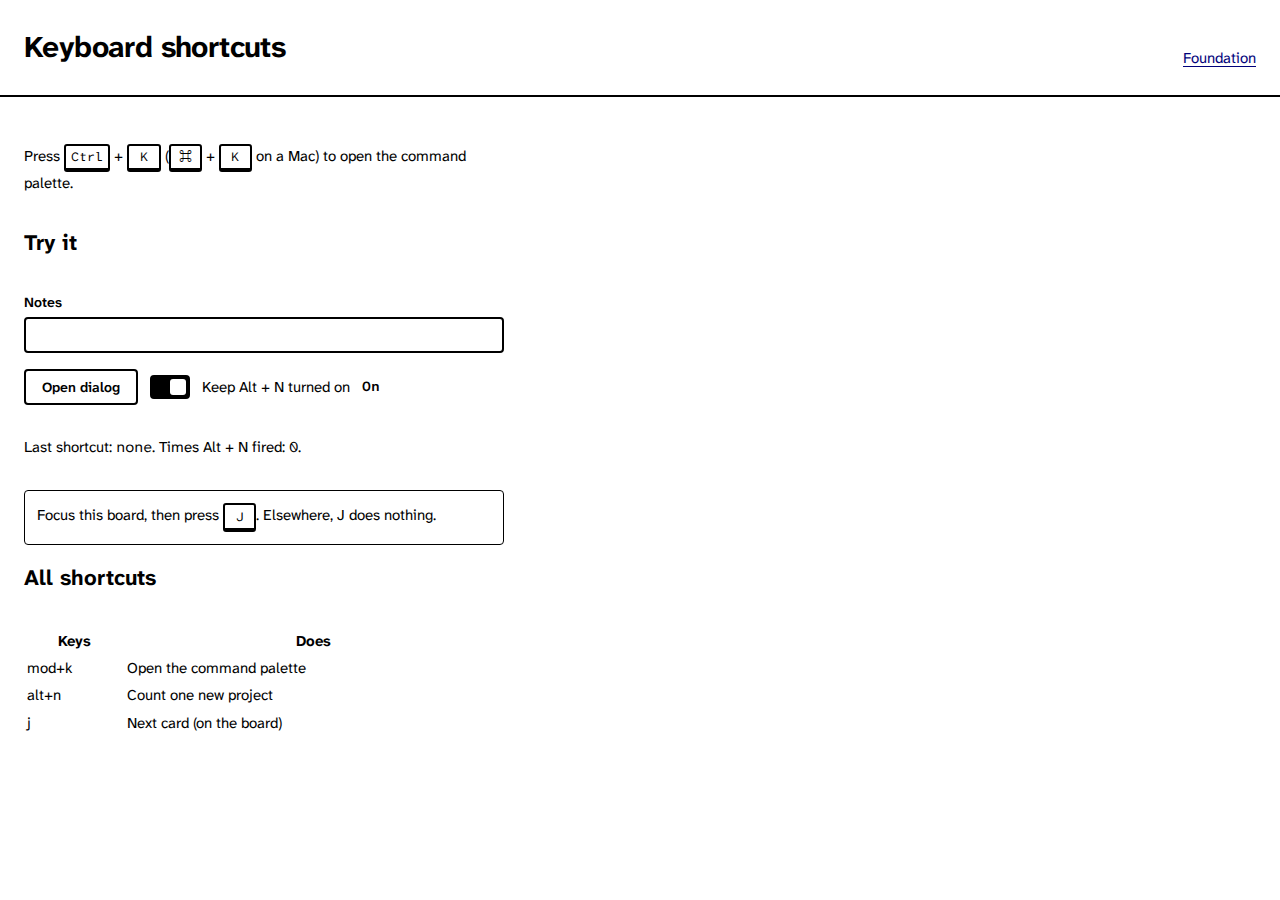 Keyboard shortcuts
Foundation
Press Ctrl + K (⌘ + K on a Mac) to open the command
palette.
Try it
Notes
Open dialog
Keep Alt + N turned on On
Last shortcut: none. Times Alt + N fired: 0.
Focus this board, then press J. Elsewhere, J does nothing.
All shortcuts
Keys Does
mod+k Open the command palette
alt+n Count one new project
j Next card (on the board)